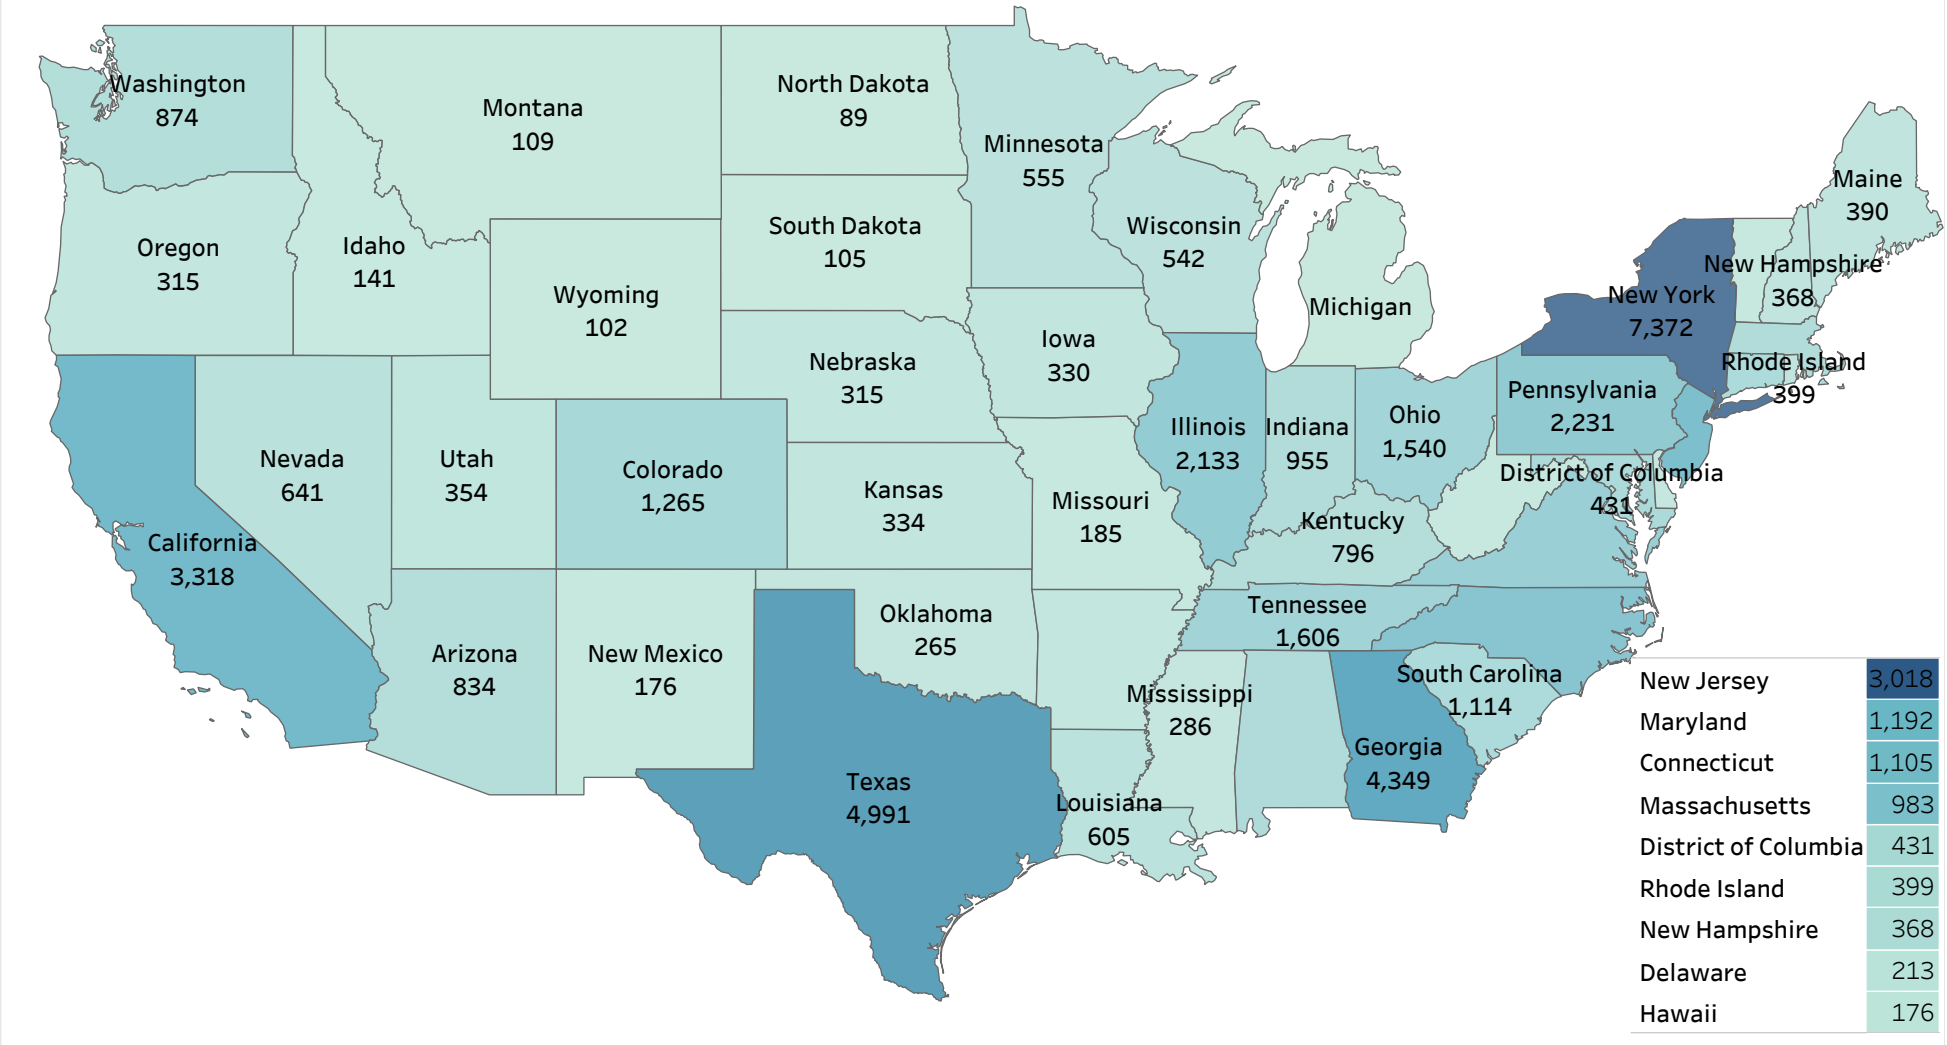 Washington
874
Montana
109
North Dakota
89
Minnesota
555
Maine
390
Oregon
315
Idaho
141
South Dakota
105
Wisconsin
542
New Hampshire
368
Wyoming
102
Michigan
New York
7,372
Iowa
330
Nebraska
315
Rhode Island
399
Pennsylvania
2,231
Illinois
2,133
Indiana
955
Ohio
1,540
Nevada
641
Utah
354
Colorado
1,265
Kansas
334
Missouri
185
District of Columbia
431
Kentucky
796
California
3,318
Tennessee
1,606
Oklahoma
265
Arizona
834
New Mexico
176
Mississippi
286
South Carolina
1,114
Georgia
4,349
Texas
4,991
Louisiana
605
New Jersey 3,018
Maryland 1,192
Connecticut 1,105
Massachusetts 983
District of Columbia 431
Rhode Island 399
New Hampshire 368
Delaware 213
Hawaii 176